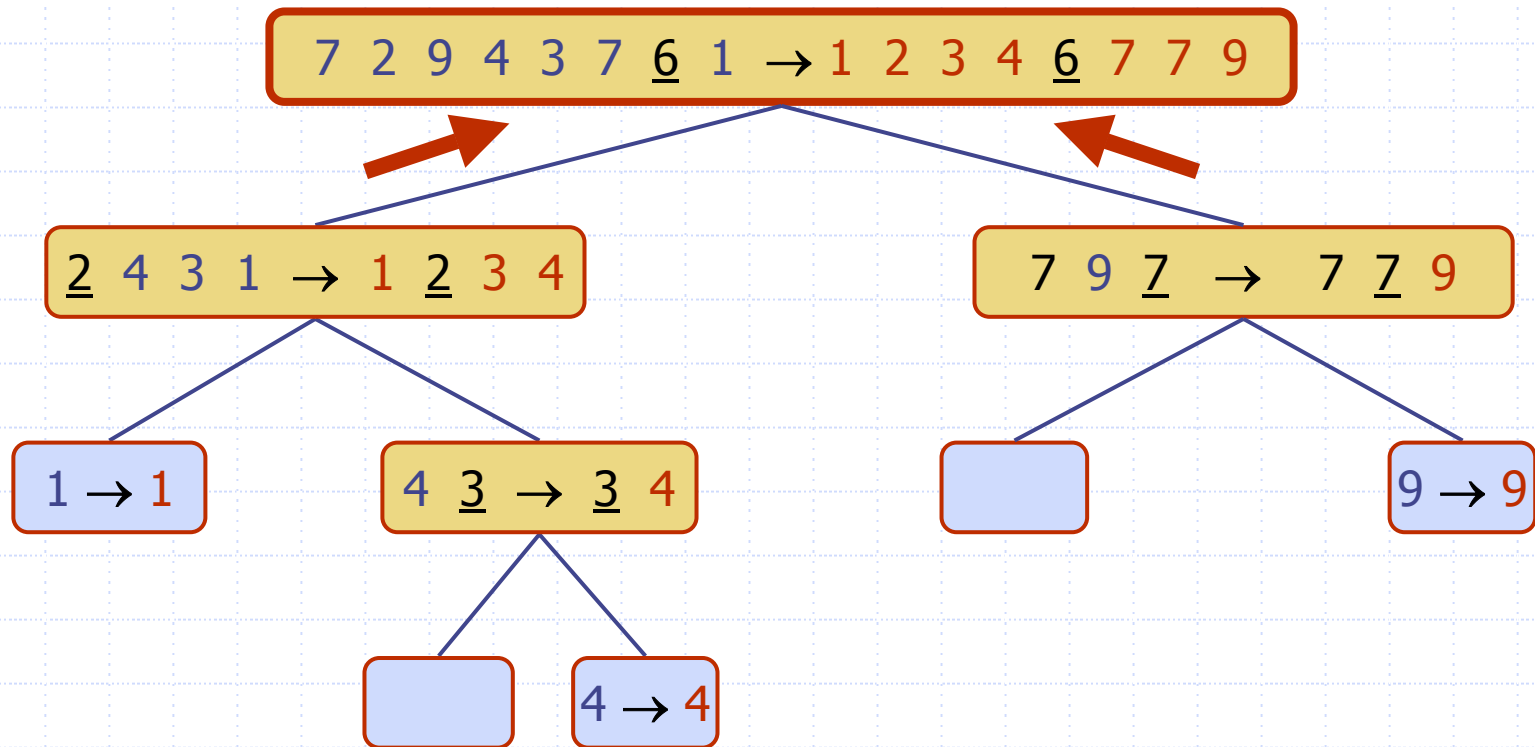 7 2 9 4 3 7 6 1 → 1 2 3 4 6 7 7 9
2 4 3 1 → 1 2 3 4
7 9 7 → 7 7 9
1 → 1
4 3 → 3 4
9 → 9
4 → 4